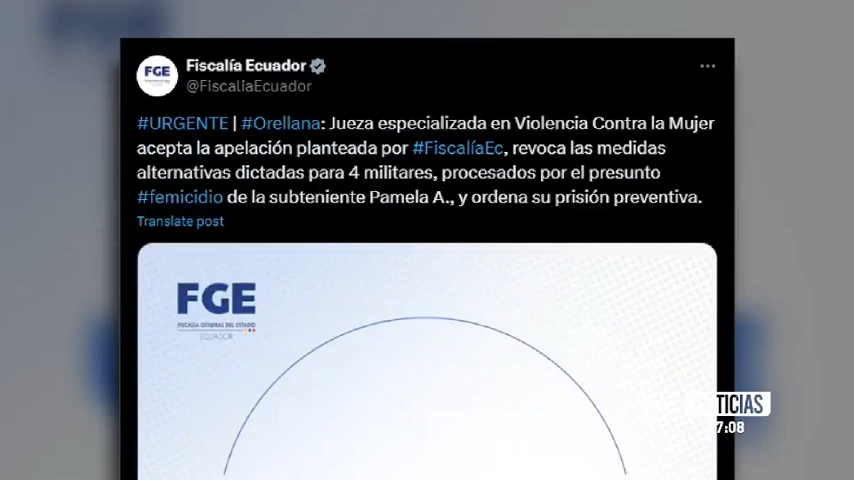 Fiscalía Ecuador
@FiscaliaEcuador
#URGENTE | #Orellana: Jueza especializada en Violencia Contra la Mujer
acepta la apelación planteada por #FiscalíaEc, revoca las medidas
alternativas dictadas para 4 militares, procesados por el presunto
#femicidio de la subteniente Pamela A., y ordena su prisión preventiva.
Translate post
FGE
FISCALÍA GENERAL DEL ESTADO
ECUADOR
FGE
TICIAS
7:08